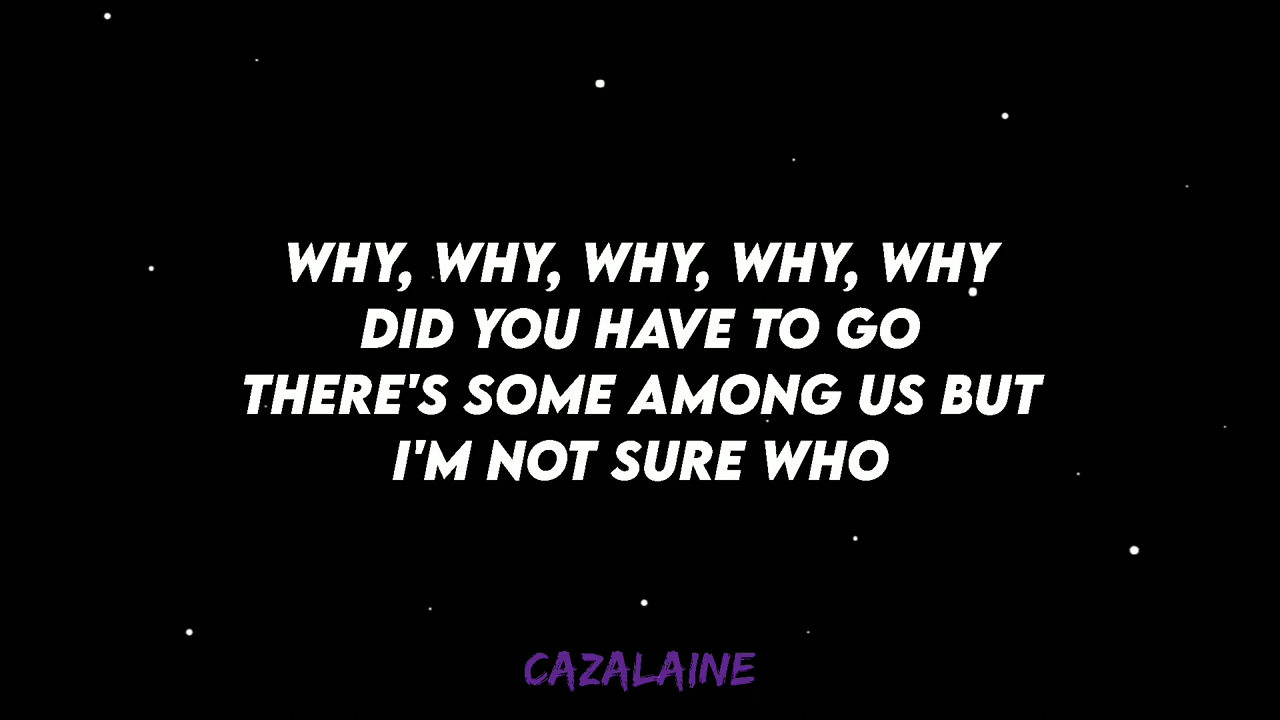 WHY, WHY, WHY, WHY, WHY
DID YOU HAVE TO GO
THERE'S SOME AMONG US BUT
I'M NOT SURE WHO
CAZALAINE